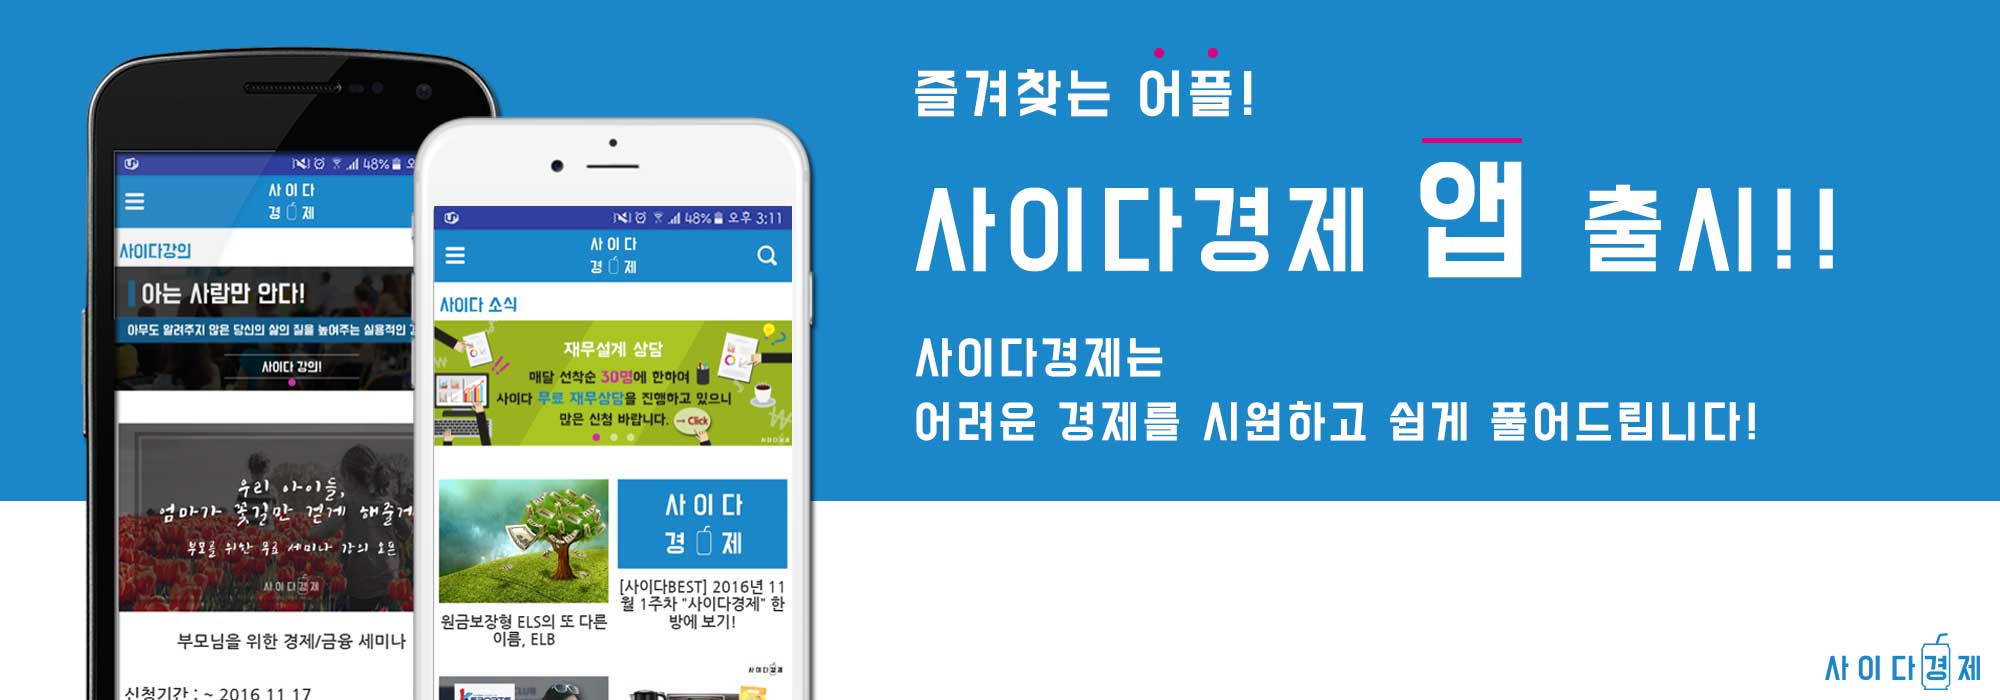 즐겨찾는 어플!
사이다경제 앱 출시!!
사이다경제는
어려운 경제를 시원하고 쉽게 풀어드립니다!
48%
사이다
경제
사이다강의
아는 사람만 안다!
아무도 알려주지 않은 당신의 삶의 질을 높여주는 실용적인
사이다 강의!
우리 아이들,
엄마가 꽃길만 걷게 해줄게
부모를 위한 무료 세미나 강의 오픈
사이다경제
부모님을 위한 경제/금융 세미나
신청기간 : ~ 2016 11 17
48% 오후 3:11
사이다
경제
사이다 소식
재무설계 상담
매달 선착순 30명에 한하여
사이다 무료 재무상담을 진행하고 있으니
많은 신청 바랍니다.
Click
원금보장형 ELS의 또 다른
이름, ELB
사이다
경제
[사이다BEST] 2016년 11
월 1주차 "사이다경제" 한
방에 보기!
사이다경제
사이다경제